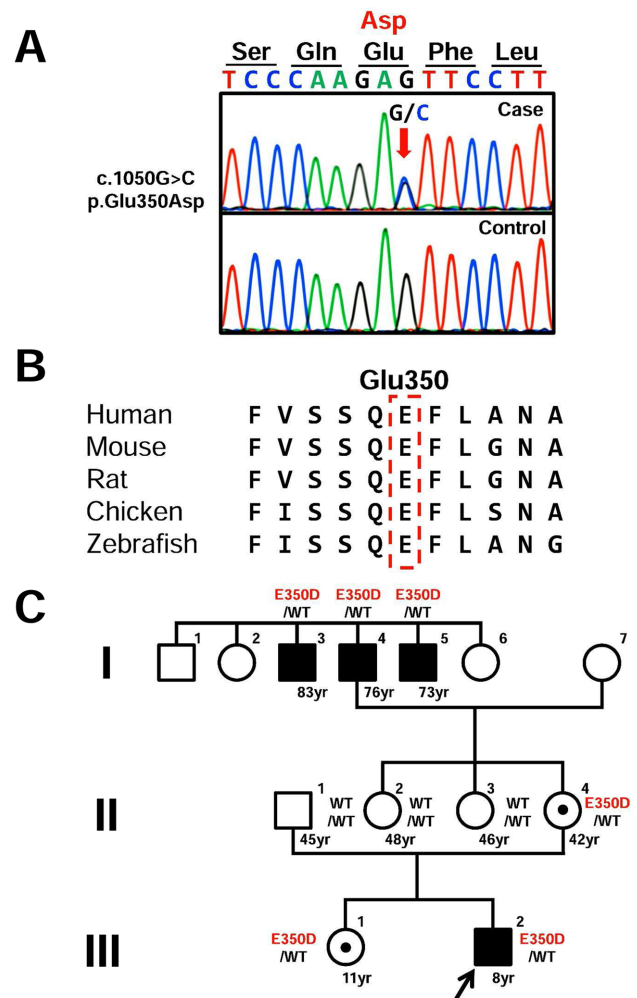 A
Asp
Ser Gln Glu Phe Leu
T C C C A A G A G T T C C T T
G/C
Case
c.1050G>C
p.Glu350Asp
Control
B
Glu350
Human F V S S Q E F L A N A
Mouse F V S S Q E F L G N A
Rat F V S S Q E F L G N A
Chicken F I S S Q E F L S N A
Zebrafish F I S S Q E F L A N G
C
E350D E350D E350D
/WT /WT /WT
1 2 3 4 5 6 7
I
83yr 76yr 73yr
1 2 3 4
II
WT WT WT E350D
/WT /WT /WT /WT
45yr 48yr 46yr 42yr
1 2
III
E350D E350D
/WT /WT
11yr 8yr